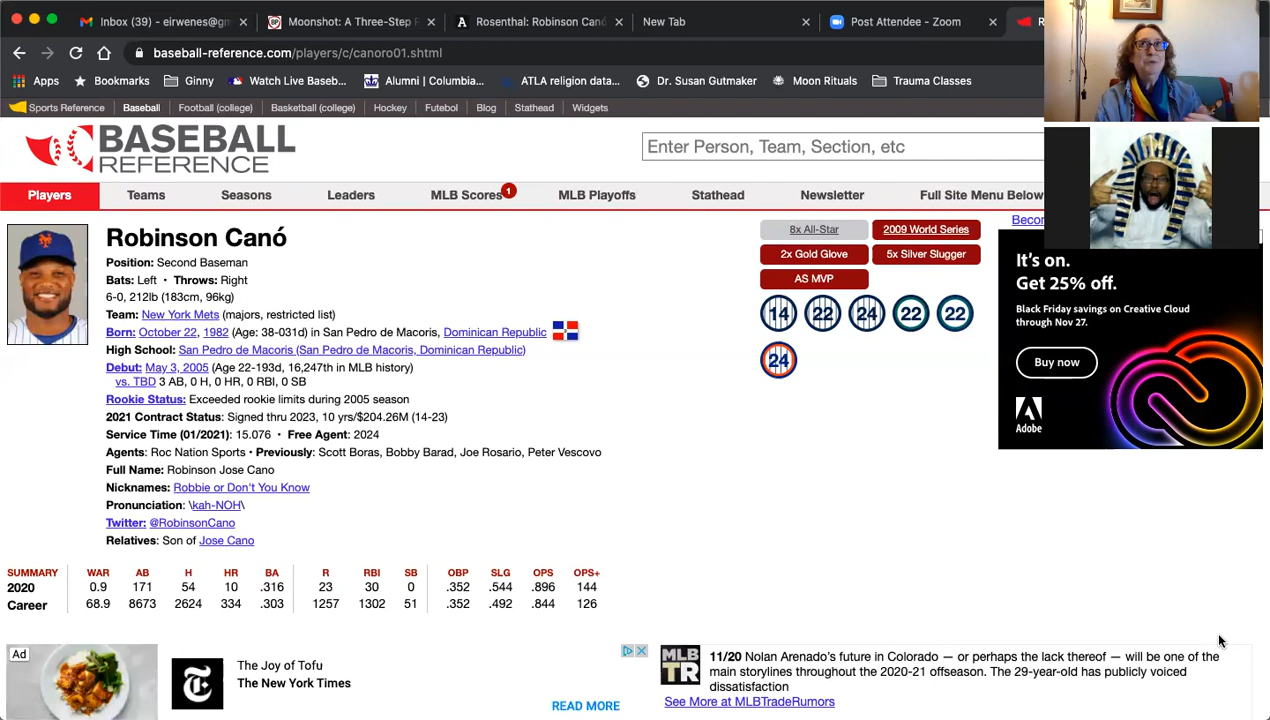 Inbox (39) - eirwenes@gm
Moonshot: A Three-Step P
Rosenthal: Robinson Canó
New Tab
Post Attendee - Zoom
baseball-reference.com/players/c/canoro01.shtml
Apps
Bookmarks
Ginny
Watch Live Baseb...
Alumni | Columbia...
ATLA religion data...
Dr. Susan Gutmaker
Moon Rituals
Trauma Classes
Sports Reference
Baseball
Football (college)
Basketball (college)
Hockey
Futebol
Blog
Stathead
Widgets
BASEBALL
REFERENCE
Enter Person, Team, Section, etc
Players
Teams
Seasons
Leaders
MLB Scores 1
MLB Playoffs
Stathead
Newsletter
Full Site Menu Below
Becor
Robinson Canó
Position: Second Baseman
Bats: Left • Throws: Right
6-0, 212lb (183cm, 96kg)
Team: New York Mets (majors, restricted list)
Born: October 22, 1982 (Age: 38-031d) in San Pedro de Macoris, Dominican Republic
High School: San Pedro de Macoris (San Pedro de Macoris, Dominican Republic)
Debut: May 3, 2005 (Age 22-193d, 16,247th in MLB history)
vs. TBD 3 AB, 0 H, 0 HR, 0 RBI, 0 SB
Rookie Status: Exceeded rookie limits during 2005 season
2021 Contract Status: Signed thru 2023, 10 yrs/$204.26M (14-23)
Service Time (01/2021): 15.076 • Free Agent: 2024
Agents: Roc Nation Sports • Previously: Scott Boras, Bobby Barad, Joe Rosario, Peter Vescovo
Full Name: Robinson Jose Cano
Nicknames: Robbie or Don't You Know
Pronunciation: \kah-NOH\
Twitter: @RobinsonCano
Relatives: Son of Jose Cano
8x All-Star
2009 World Series
2x Gold Glove
5x Silver Slugger
AS MVP
14 22 24 22 22
24
It's on.
Get 25% off.
Black Friday savings on Creative Cloud
through Nov 27.
Buy now
Adobe
SUMMARY WAR AB H HR BA R RBI SB OBP SLG OPS OPS+
2020 0.9 171 54 10 .316 23 30 0 .352 .544 .896 144
Career 68.9 8673 2624 334 .303 1257 1302 51 .352 .492 .844 126
Ad
The Joy of Tofu
The New York Times
READ MORE
MLB
TR
11/20 Nolan Arenado's future in Colorado — or perhaps the lack thereof — will be one of the
main storylines throughout the 2020-21 offseason. The 29-year-old has publicly voiced
dissatisfaction
See More at MLBTradeRumors